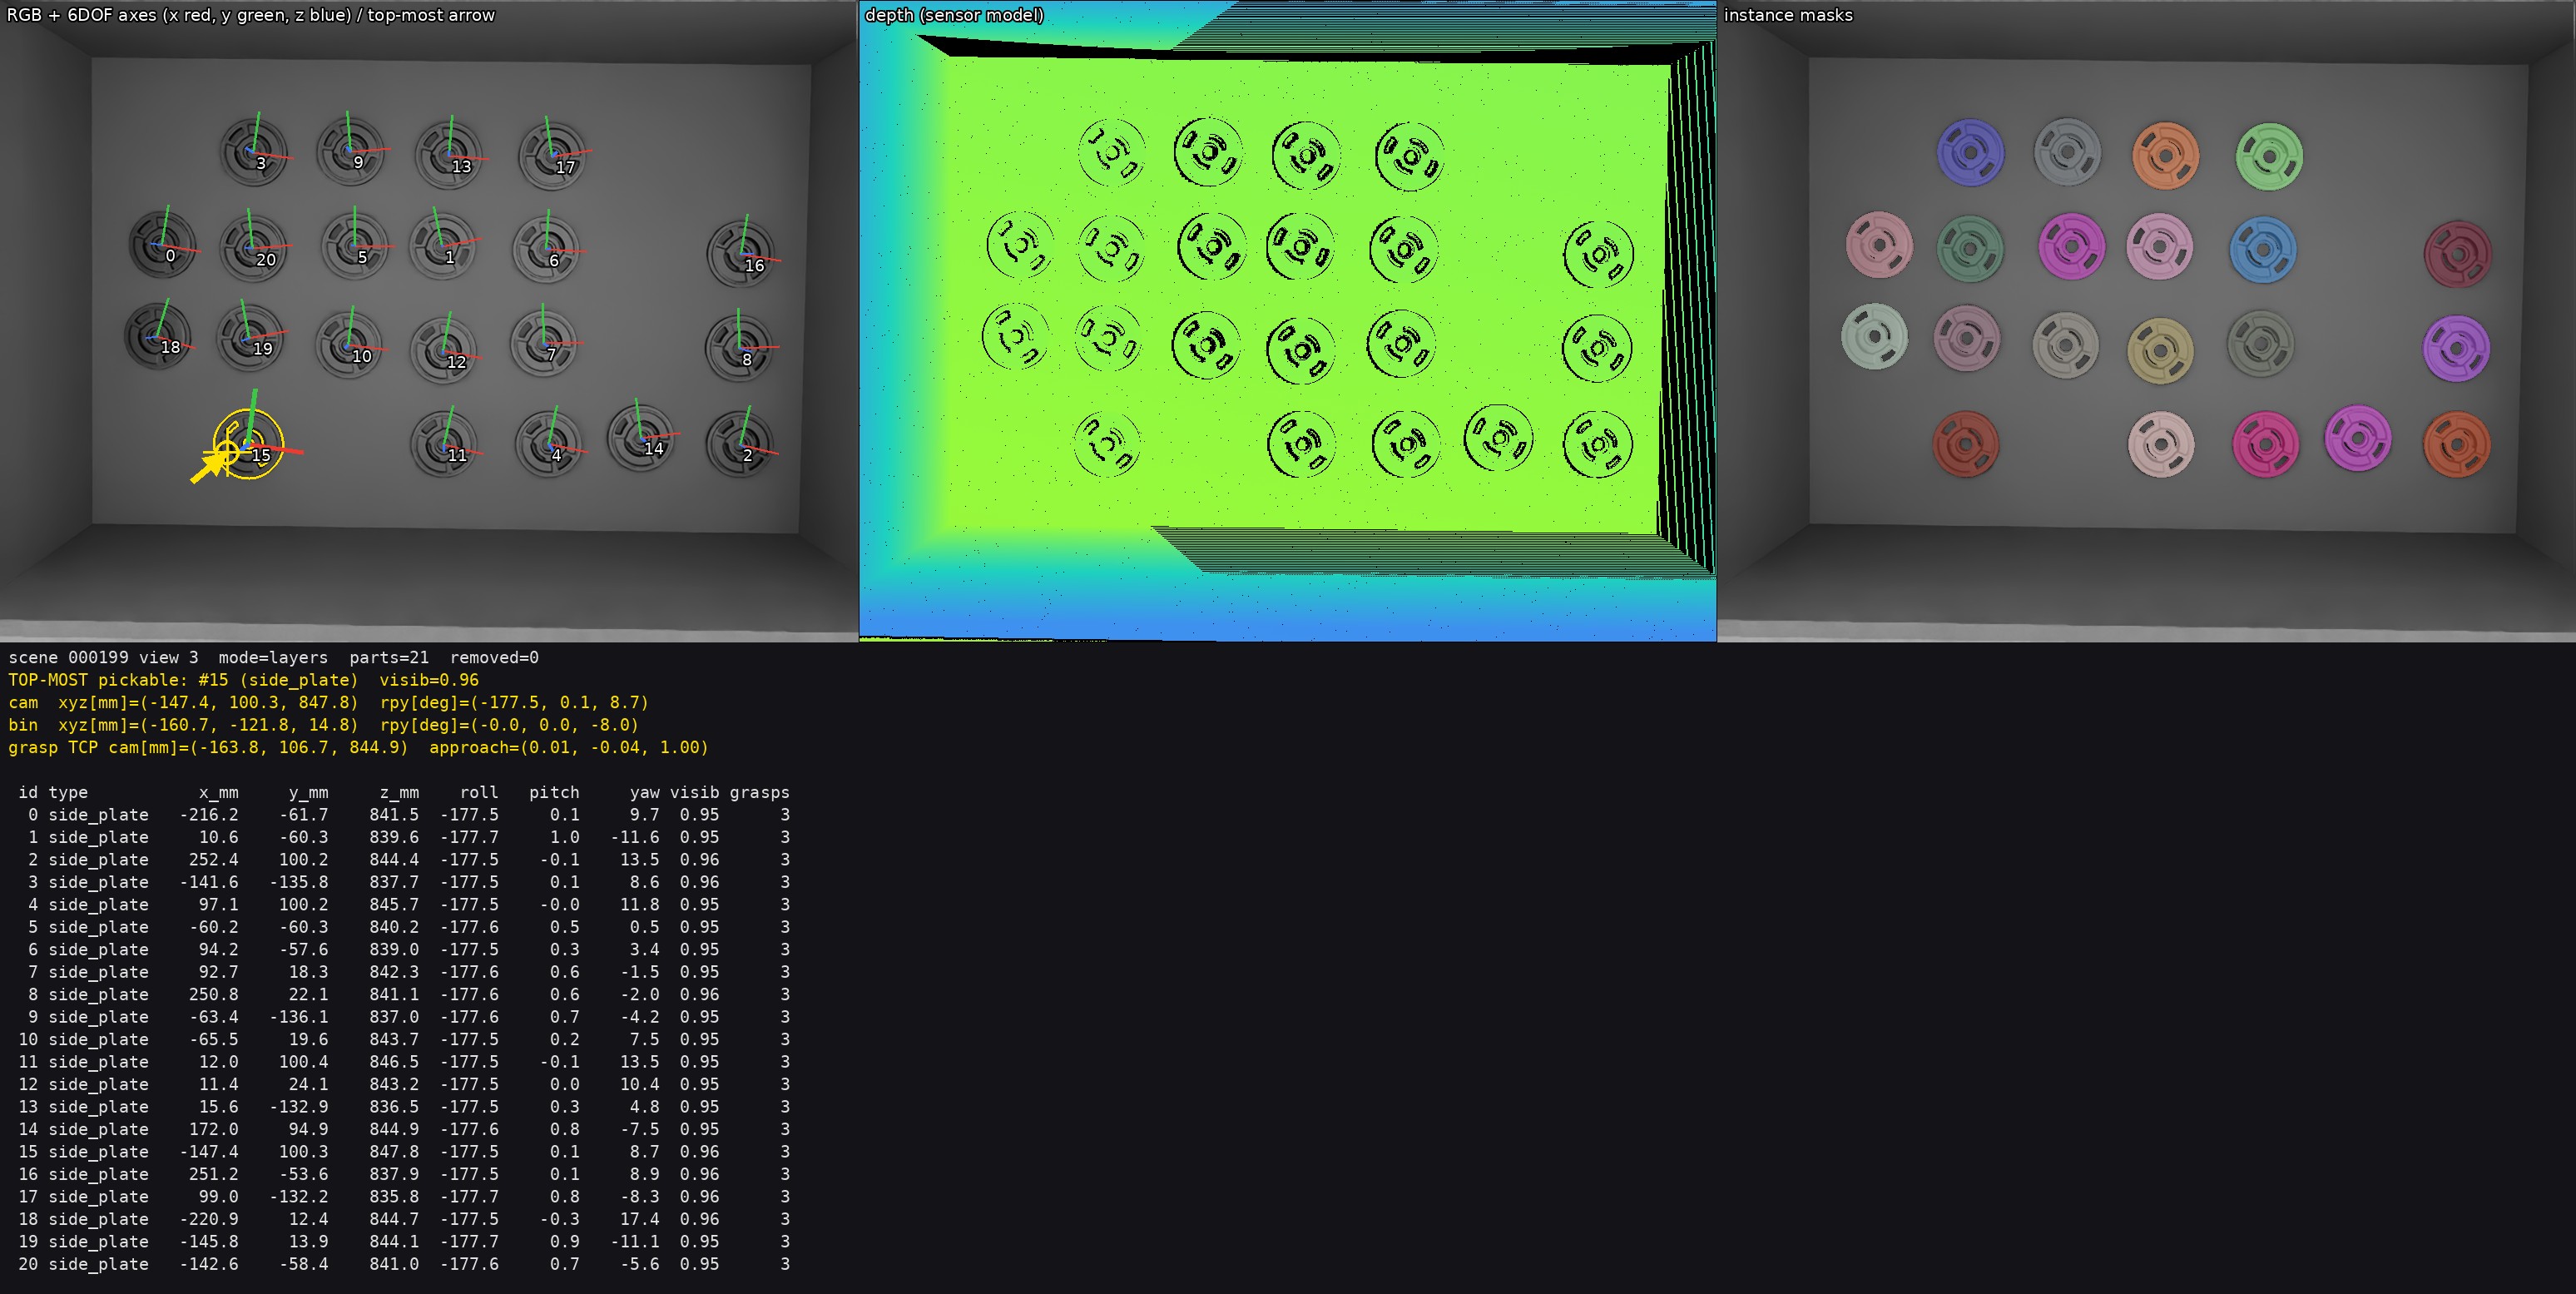 RGB + 6DOF axes (x red, y green, z blue) / top-most arrow
depth (sensor model)
instance masks
3
9
13
17
0
20
5
1
6
16
18
19
10
12
7
8
15
11
4
14
2
scene 000199 view 3  mode=layers  parts=21  removed=0
TOP-MOST pickable: #15 (side_plate)  visib=0.96
cam  xyz[mm]=(-147.4, 100.3, 847.8)  rpy[deg]=(-177.5, 0.1, 8.7)
bin  xyz[mm]=(-160.7, -121.8, 14.8)  rpy[deg]=(-0.0, 0.0, -8.0)
grasp TCP cam[mm]=(-163.8, 106.7, 844.9)  approach=(0.01, -0.04, 1.00)
id type x_mm y_mm z_mm roll pitch yaw visib grasps
0 side_plate -216.2 -61.7 841.5 -177.5 0.1 9.7 0.95 3
1 side_plate 10.6 -60.3 839.6 -177.7 1.0 -11.6 0.95 3
2 side_plate 252.4 100.2 844.4 -177.5 -0.1 13.5 0.96 3
3 side_plate -141.6 -135.8 837.7 -177.5 0.1 8.6 0.96 3
4 side_plate 97.1 100.2 845.7 -177.5 -0.0 11.8 0.95 3
5 side_plate -60.2 -60.3 840.2 -177.6 0.5 0.5 0.95 3
6 side_plate 94.2 -57.6 839.0 -177.5 0.3 3.4 0.95 3
7 side_plate 92.7 18.3 842.3 -177.6 0.6 -1.5 0.95 3
8 side_plate 250.8 22.1 841.1 -177.6 0.6 -2.0 0.96 3
9 side_plate -63.4 -136.1 837.0 -177.6 0.7 -4.2 0.95 3
10 side_plate -65.5 19.6 843.7 -177.5 0.2 7.5 0.95 3
11 side_plate 12.0 100.4 846.5 -177.5 -0.1 13.5 0.95 3
12 side_plate 11.4 24.1 843.2 -177.5 0.0 10.4 0.95 3
13 side_plate 15.6 -132.9 836.5 -177.5 0.3 4.8 0.95 3
14 side_plate 172.0 94.9 844.9 -177.6 0.8 -7.5 0.95 3
15 side_plate -147.4 100.3 847.8 -177.5 0.1 8.7 0.96 3
16 side_plate 251.2 -53.6 837.9 -177.5 0.1 8.9 0.96 3
17 side_plate 99.0 -132.2 835.8 -177.7 0.8 -8.3 0.96 3
18 side_plate -220.9 12.4 844.7 -177.5 -0.3 17.4 0.96 3
19 side_plate -145.8 13.9 844.1 -177.7 0.9 -11.1 0.95 3
20 side_plate -142.6 -58.4 841.0 -177.6 0.7 -5.6 0.95 3